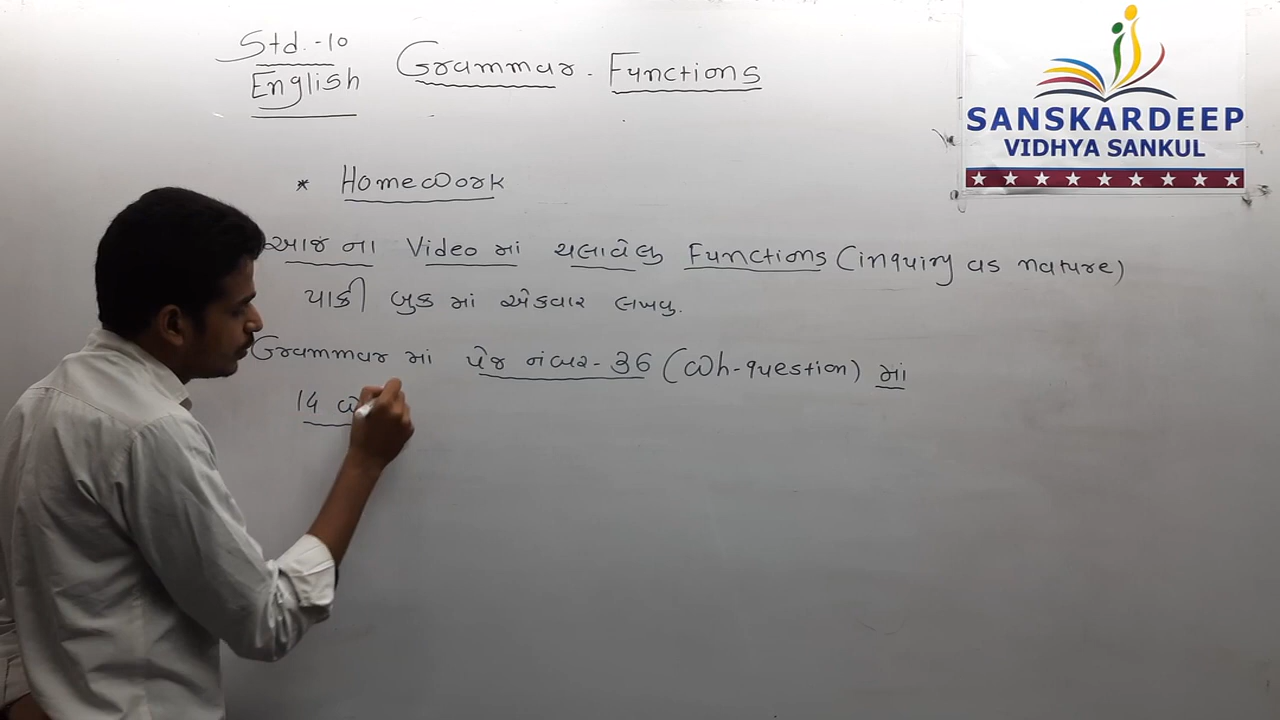 Std.-10
English Grammar. Functions
SANSKARDEEP
VIDHYA SANKUL
* Homework
આજ ના Video માં ચલાવેલુ Functions (inquiry as nature)
પાકી બુક માં એકવાર લખવુ.
Grammar માં પેજ નંબર-36 (Wh-question) માં
14